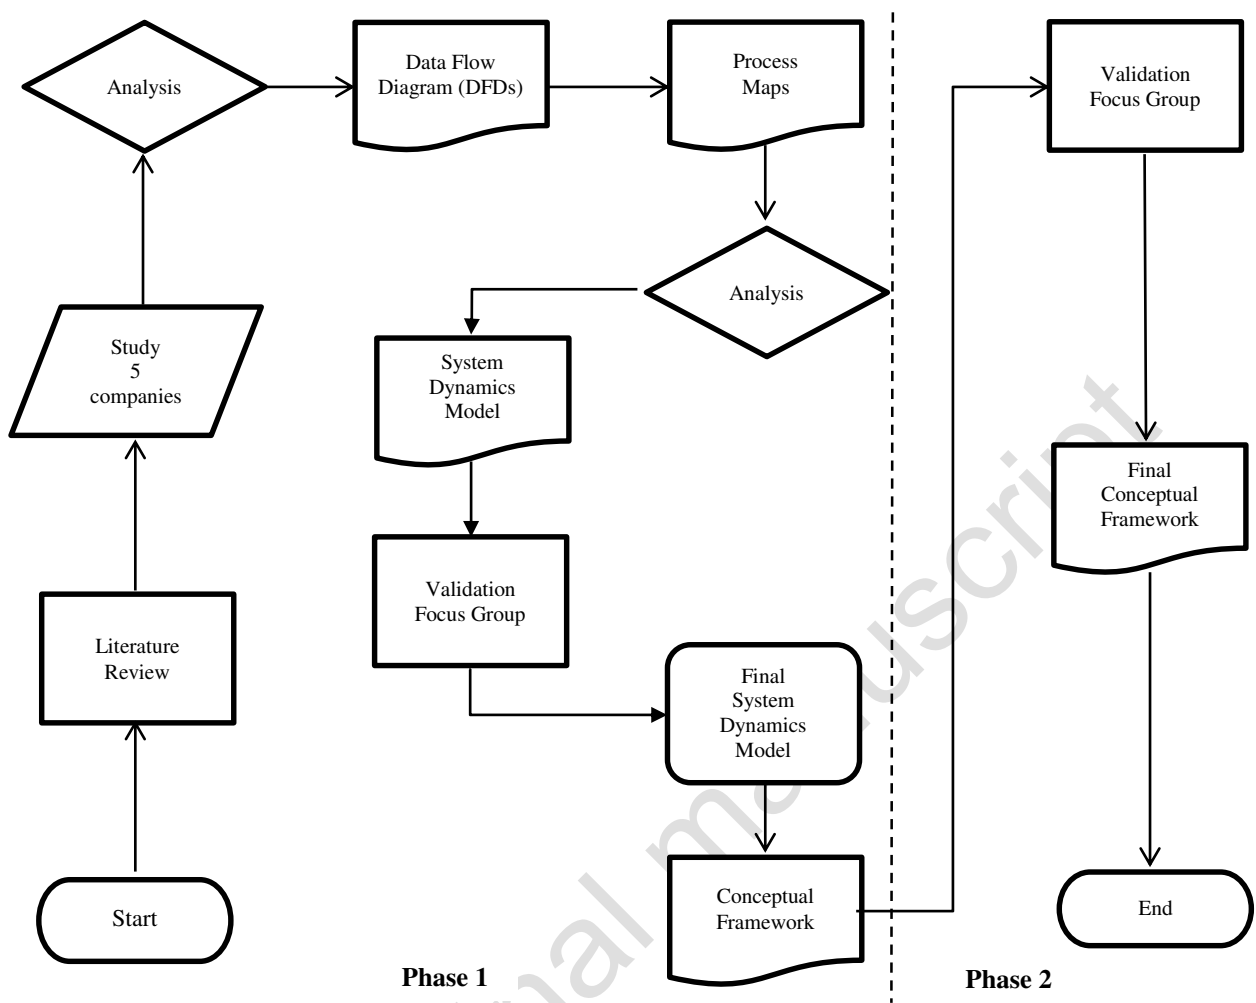 Analysis
Data Flow
Diagram (DFDs)
Process
Maps
Validation
Focus Group
Analysis
Study
5
companies
System
Dynamics
Model
Final
Conceptual
Framework
Validation
Focus Group
Literature
Review
Final
System
Dynamics
Model
Start
Conceptual
Framework
End
Phase 1
Phase 2